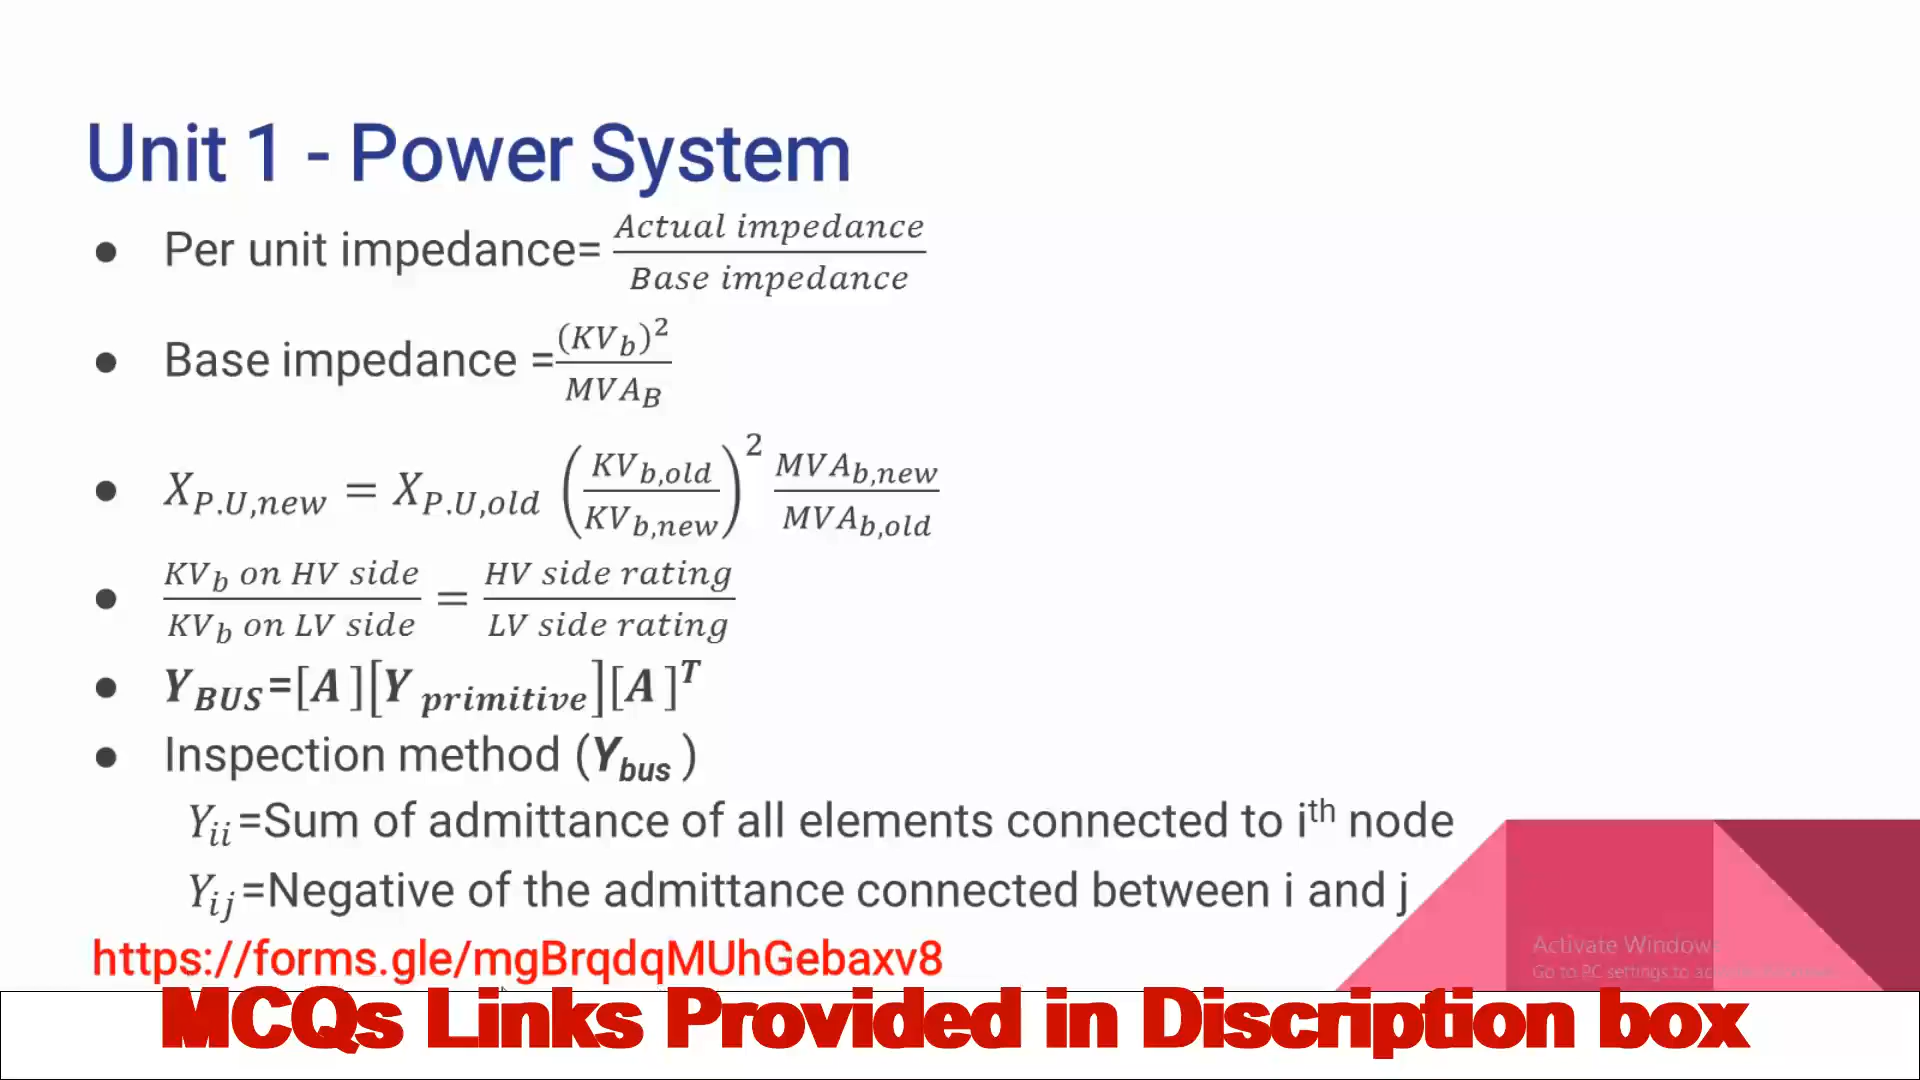 Unit 1 - Power System
● Per unit impedance= Actual impedance / Base impedance
● Base impedance =(KV_b)^2 / MVA_B
● X_P.U,new = X_P.U,old (KV_b,old / KV_b,new)^2 MVA_b,new / MVA_b,old
● KV_b on HV side / KV_b on LV side = HV side rating / LV side rating
● Y_BUS=[A][Y_primitive][A]^T
● Inspection method (Y_bus )
Y_ii=Sum of admittance of all elements connected to i^th node
Y_ij=Negative of the admittance connected between i and j
https://forms.gle/mgBrqdqMUhGebaxv8
Activate Window
Go to PC settings to
MCQs Links Provided in Discription box